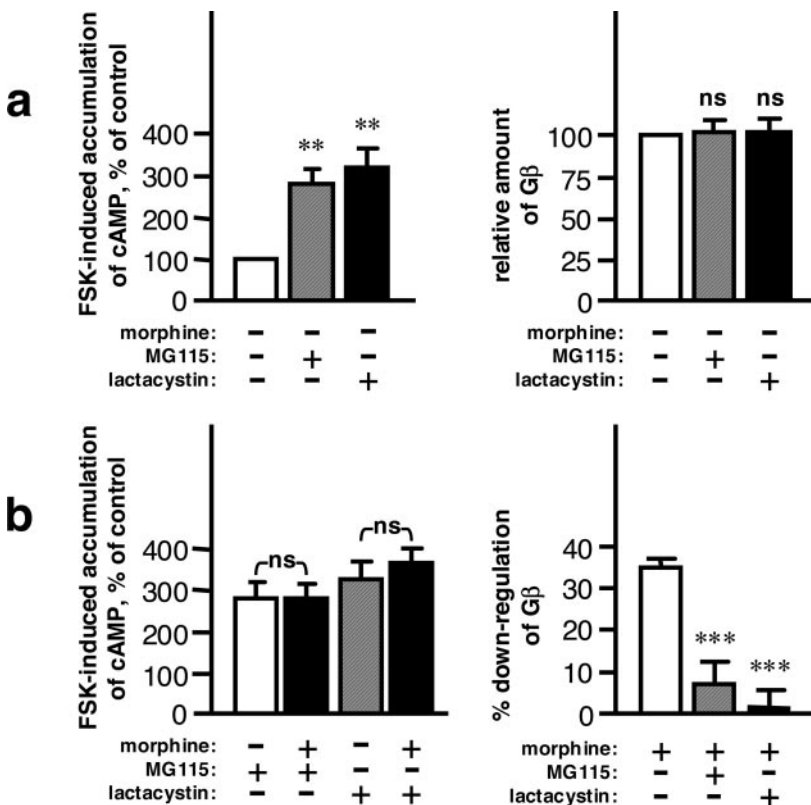 a
FSK-induced accumulation
of cAMP, % of control
400
300
200
100
0
** **
morphine: − − −
MG115: − + −
lactacystin: − − +
relative amount
of Gβ
100
75
50
25
0
ns ns
morphine: − − −
MG115: − + −
lactacystin: − − +
b
FSK-induced accumulation
of cAMP, % of control
400
300
200
100
0
ns ns
morphine: − + − +
MG115: + + − −
lactacystin: − − + +
% down-regulation
of Gβ
40
30
20
10
0
*** ***
morphine: + + +
MG115: − + −
lactacystin: − − +